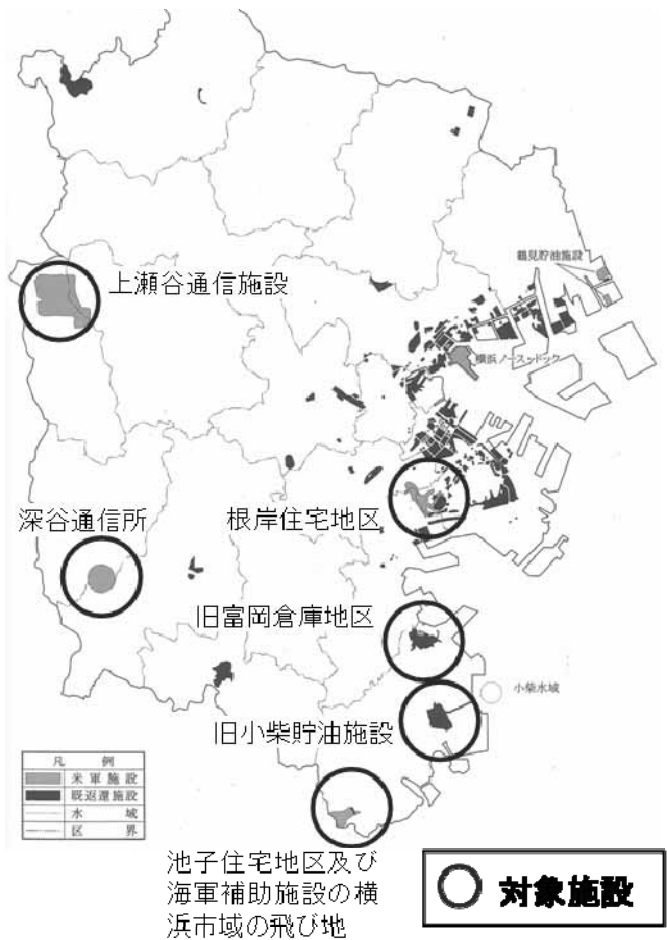 鶴見貯油施設
上瀬谷通信施設
横浜ノース・ドック
深谷通信所
根岸住宅地区
旧富岡倉庫地区
小柴水域
旧小柴貯油施設
凡 例
米軍施設
既返還施設
水 域
区 界
池子住宅地区及び
海軍補助施設の横
浜市域の飛び地
対象施設